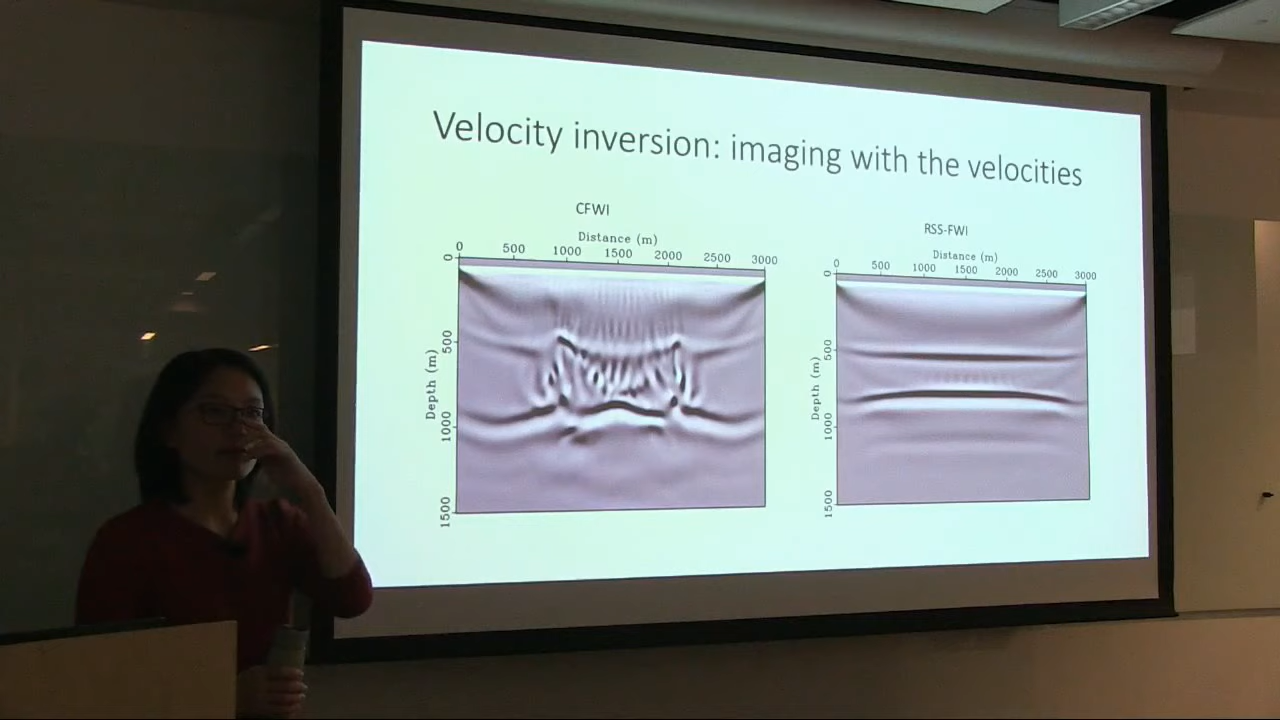 Velocity inversion: imaging with the velocities
CFWI
Distance (m)
0 500 1000 1500 2000 2500 3000
Depth (m)
0
500
1000
1500
RSS-FWI
Distance (m)
0 500 1000 1500 2000 2500 3000
Depth (m)
0
500
1000
1500